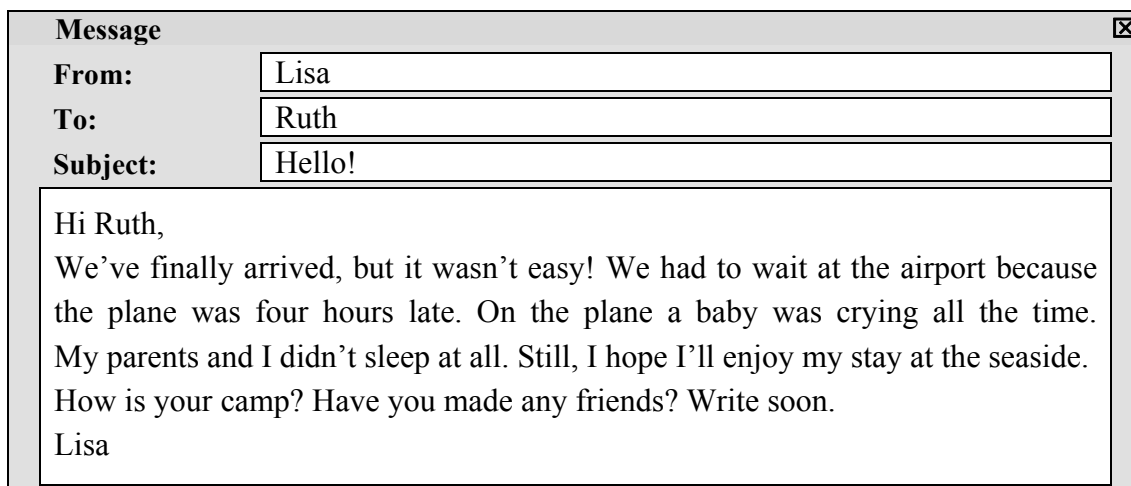 Message
From: Lisa
To: Ruth
Subject: Hello!
Hi Ruth,
We’ve finally arrived, but it wasn’t easy! We had to wait at the airport because
the plane was four hours late. On the plane a baby was crying all the time.
My parents and I didn’t sleep at all. Still, I hope I’ll enjoy my stay at the seaside.
How is your camp? Have you made any friends? Write soon.
Lisa